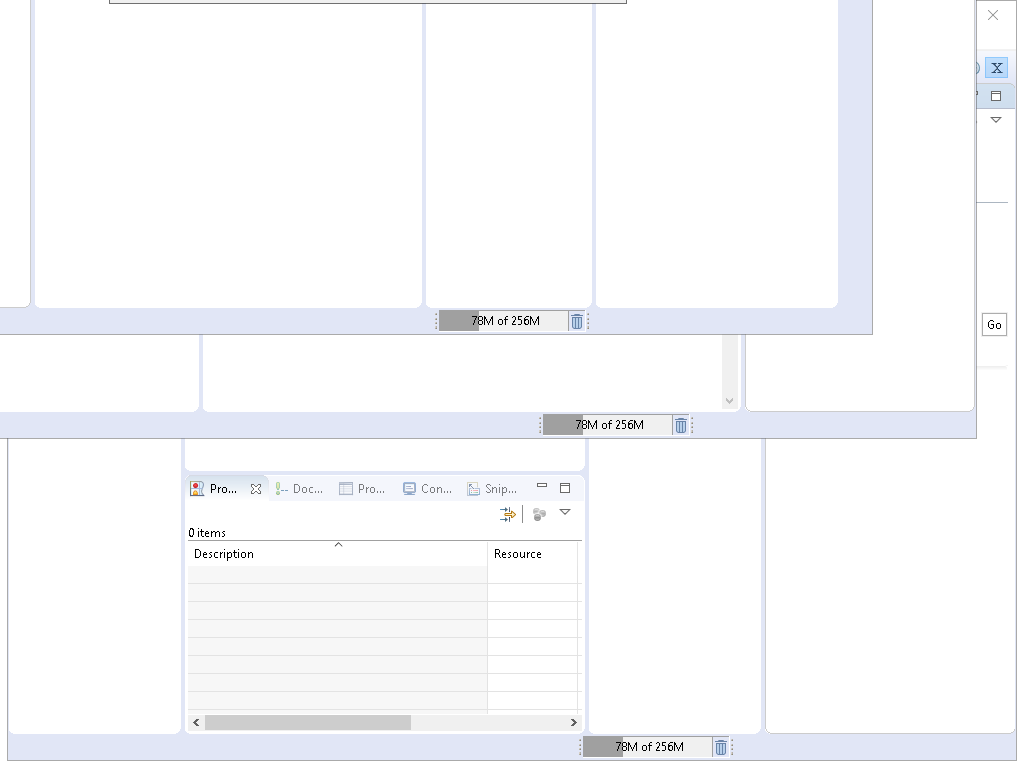 X
Go
78M of 256M
78M of 256M
Pro... Doc... Pro... Con... Snip...
0 items
Description Resource
78M of 256M